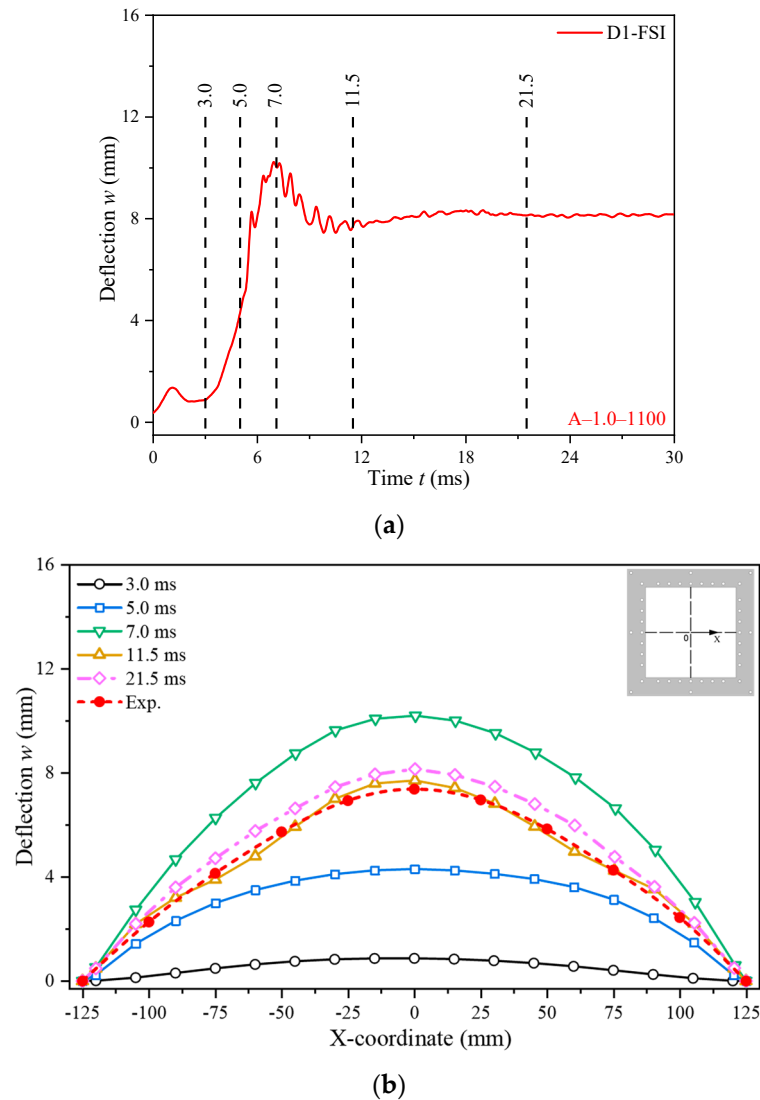 16
12
8
4
0
Deflection w (mm)
3.0
5.0
7.0
11.5
21.5
D1-FSI
A–1.0–1100
0 6 12 18 24 30
Time t (ms)
(a)
16
12
8
4
0
Deflection w (mm)
3.0 ms
5.0 ms
7.0 ms
11.5 ms
21.5 ms
Exp.
0 x
-125 -100 -75 -50 -25 0 25 50 75 100 125
X-coordinate (mm)
(b)